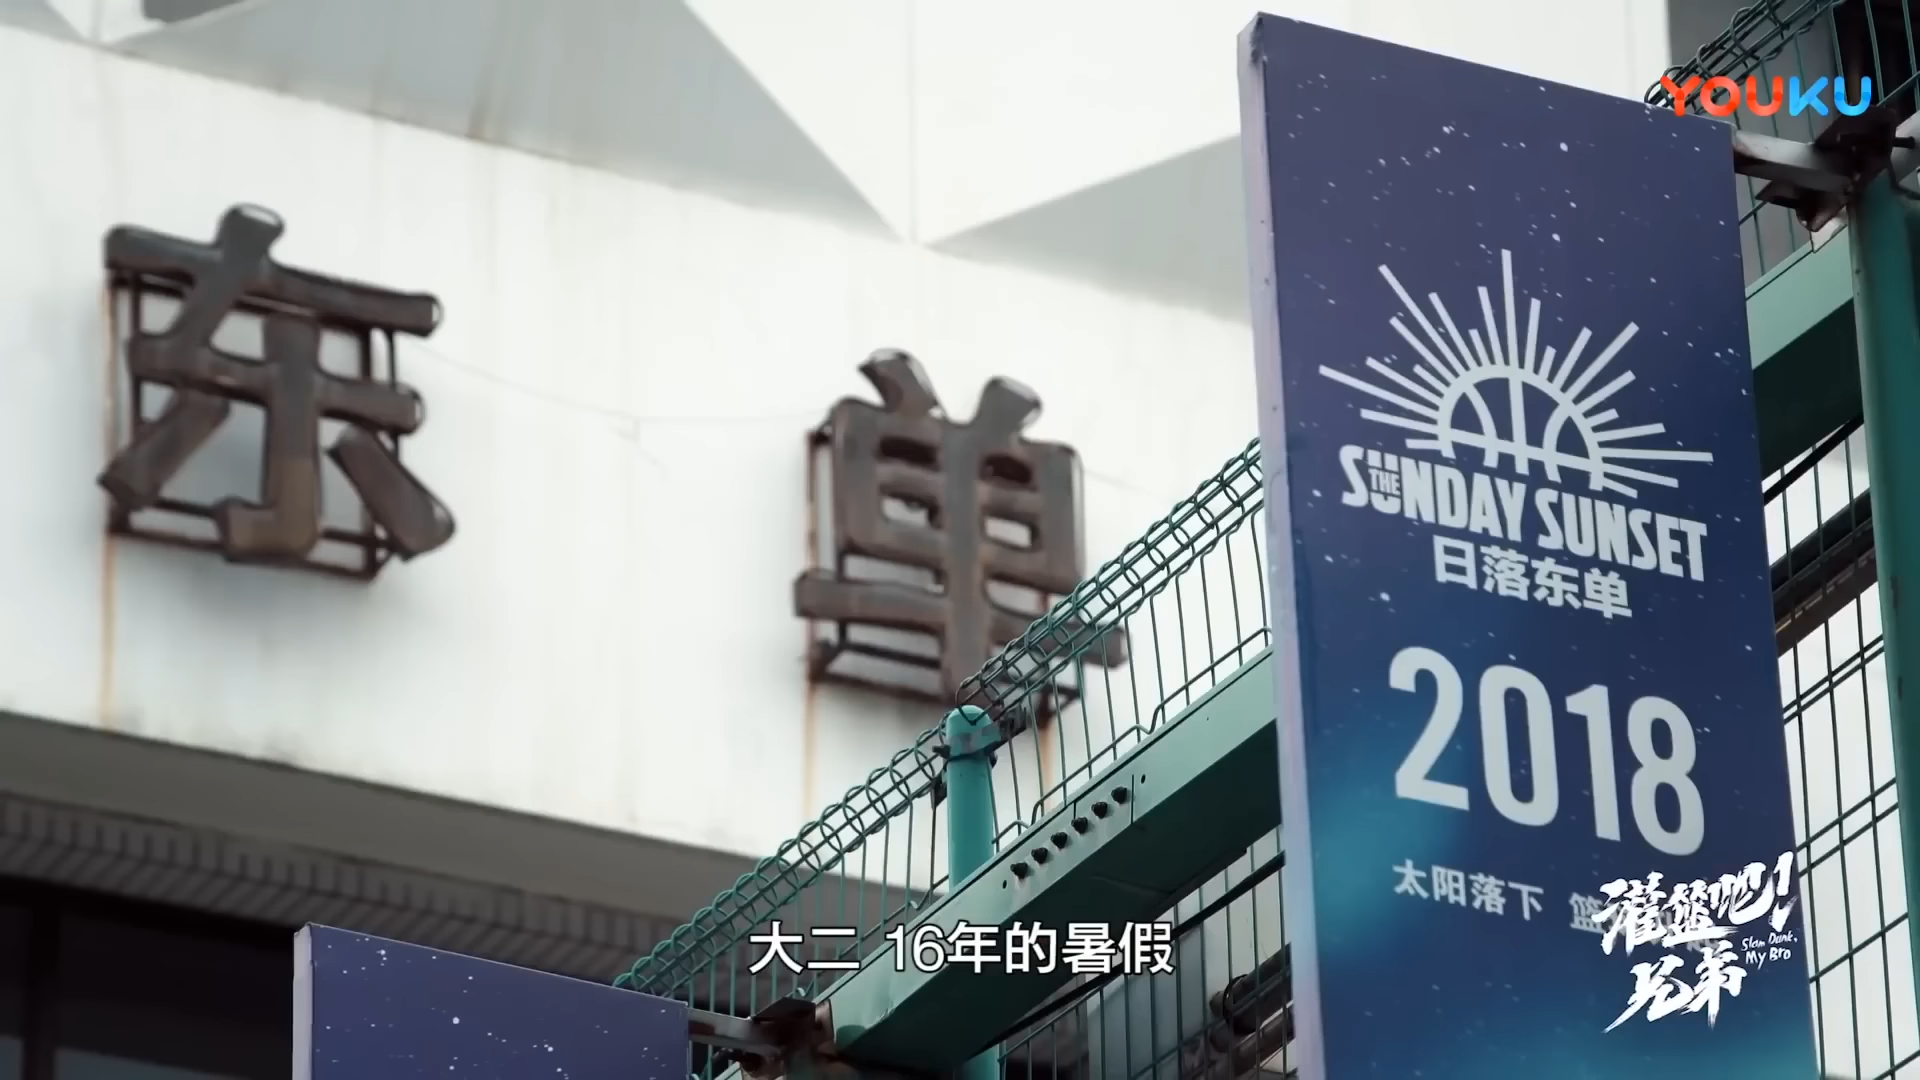 YOUKU
东单
THE
SUNDAY SUNSET
日落东单
2018
太阳落下 篮
灌篮吧！
兄弟
Slam Dunk,
My Bro
大二 16年的暑假